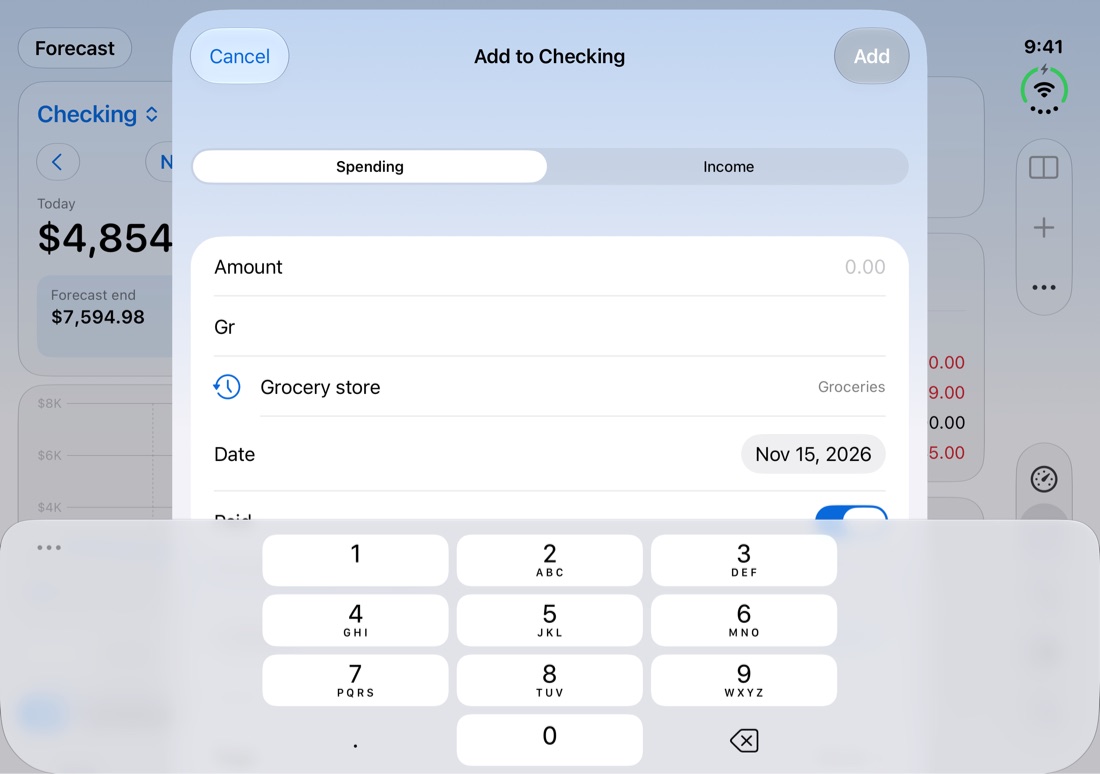 Forecast
Cancel
Add to Checking
Add
9:41
Checking
N
Today
$4,854
Forecast end
$7,594.98
Spending
Income
Amount
0.00
Gr
Grocery store
Groceries
Date
Nov 15, 2026
Paid
0.00
9.00
0.00
5.00
$8K
$6K
$4K
1
2
ABC
3
DEF
4
GHI
5
JKL
6
MNO
7
PQRS
8
TUV
9
WXYZ
.
0